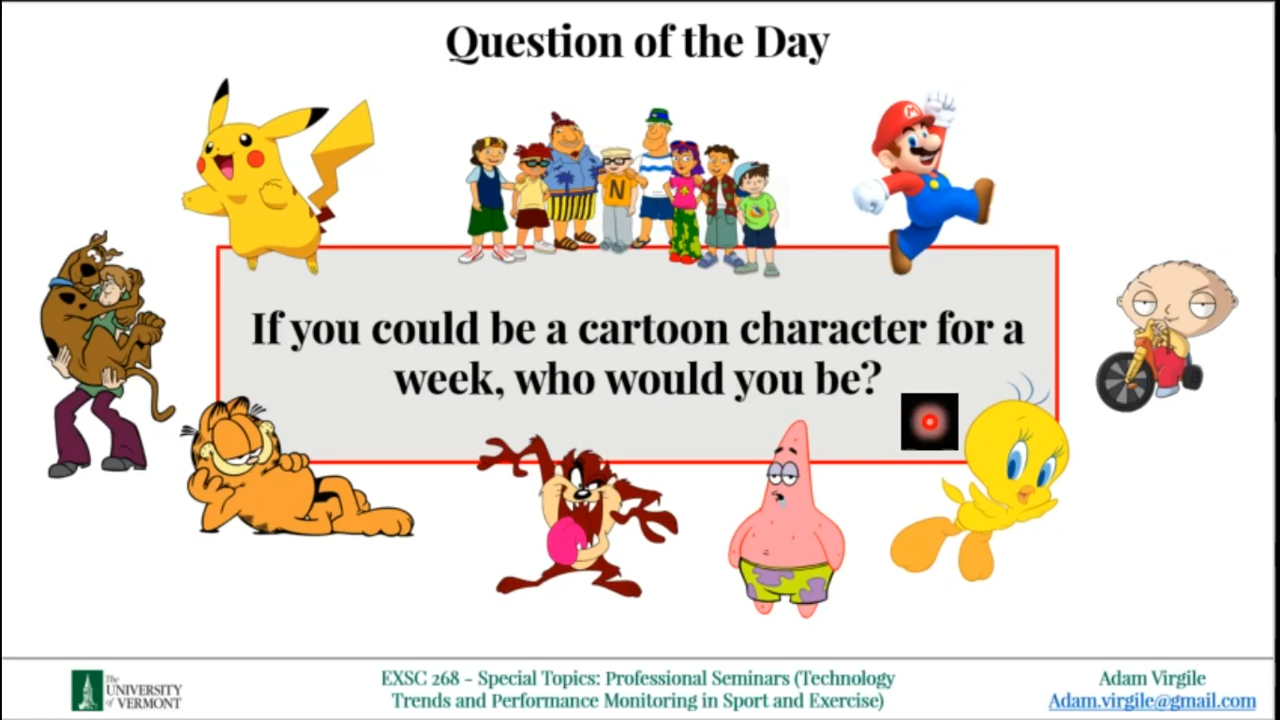 Question of the Day
M
N
If you could be a cartoon character for a
week, who would you be?
The
UNIVERSITY
of VERMONT
EXSC 268 – Special Topics: Professional Seminars (Technology
Trends and Performance Monitoring in Sport and Exercise)
Adam Virgile
Adam.virgile@gmail.com